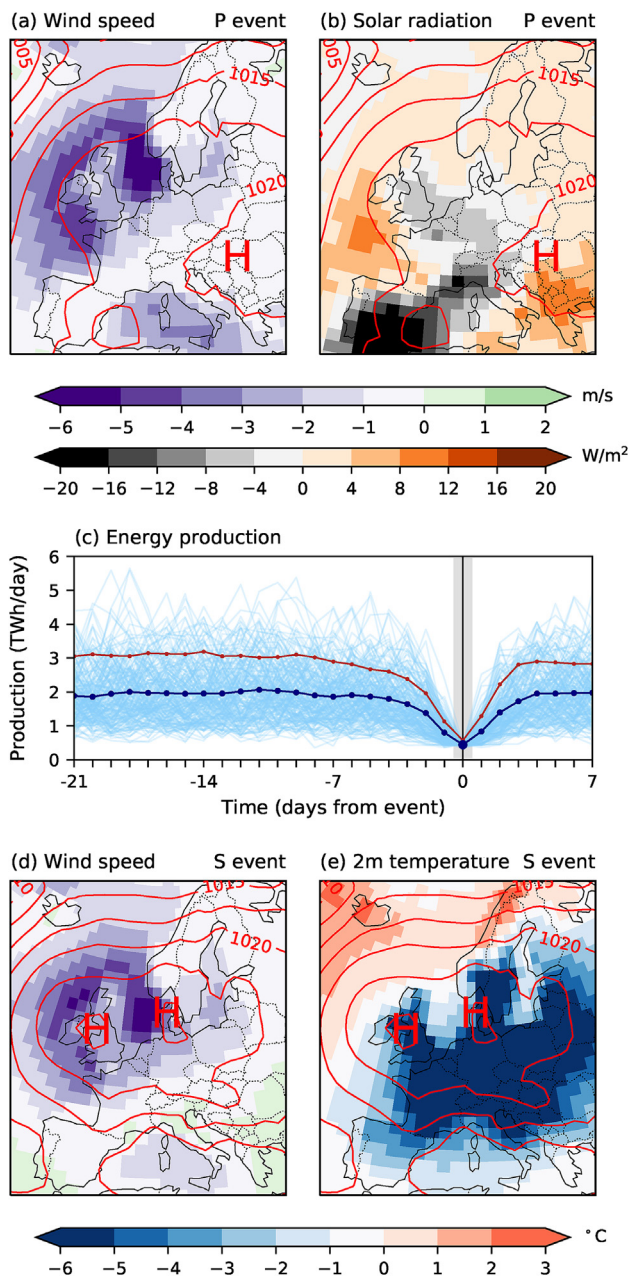 (a) Wind speed P event
(b) Solar radiation P event
005
1015
1020
H
1015
1020
H
m/s
−6 −5 −4 −3 −2 −1 0 1 2
W/m²
−20 −16 −12 −8 −4 0 4 8 12 16 20
(c) Energy production
Production (TWh/day)
6
5
4
3
2
1
0
-21 -14 -7 0 7
Time (days from event)
(d) Wind speed S event
(e) 2m temperature S event
10
1015
1020
H
H
10
1015
1020
H
H
°C
−6 −5 −4 −3 −2 −1 0 1 2 3